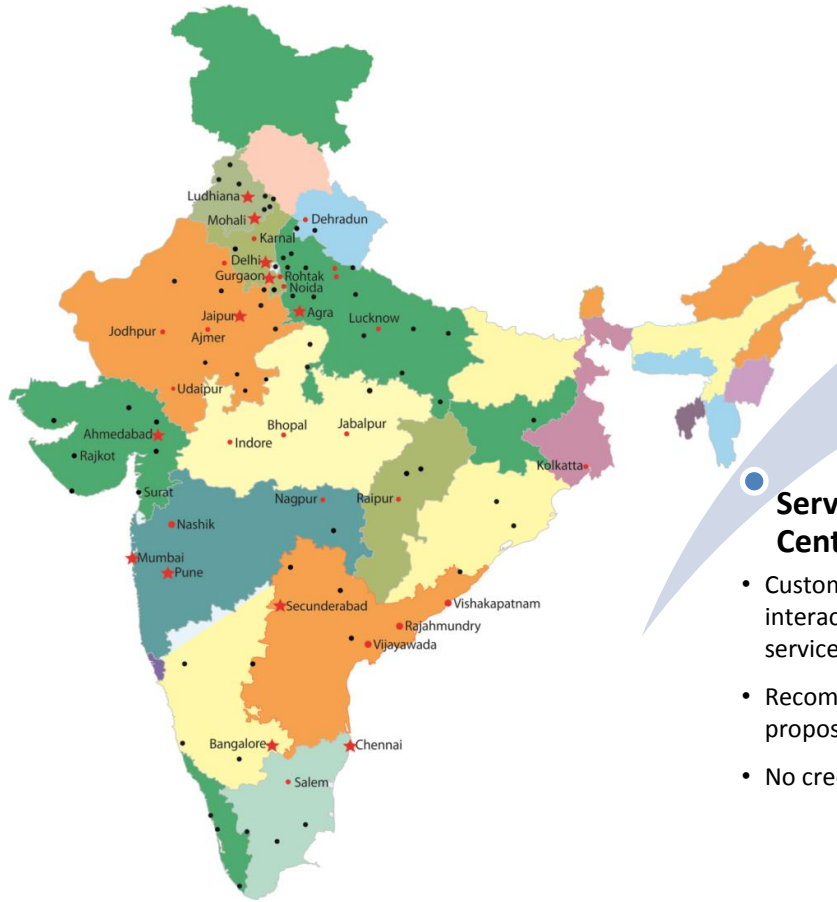 Ludhiana
Mohali
Dehradun
Karnal
Delhi
Gurgaon
Rohtak
Noida
Jaipur
Agra
Lucknow
Jodhpur
Ajmer
Udaipur
Ahmedabad
Bhopal
Jabalpur
Indore
Rajkot
Kolkatta
Surat
Nagpur
Raipur
Nashik
Mumbai
Pune
Secunderabad
Vishakapatnam
Rajahmundry
Vijayawada
Bangalore
Chennai
Salem
Serv
Cent
• Custom
interac
service
• Recom
propos
• No cre